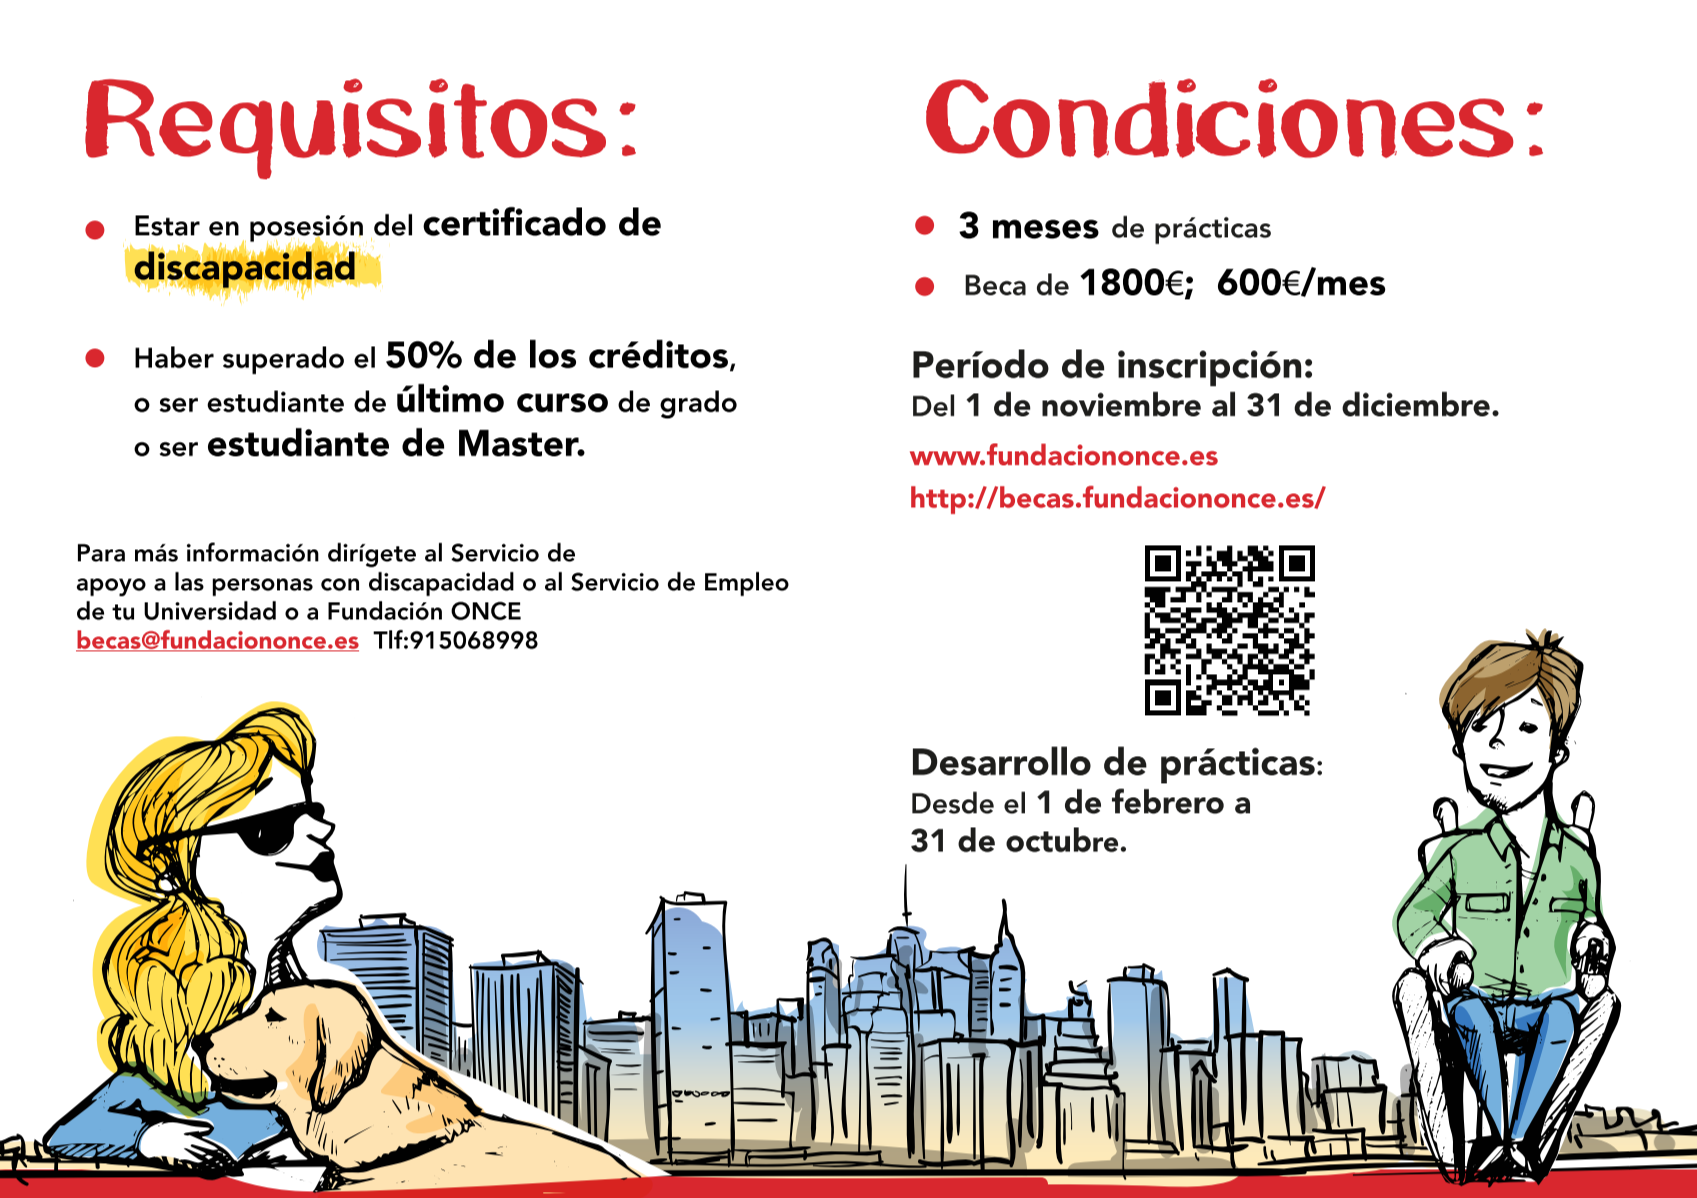 Requisitos:
Estar en posesión del certificado de
discapacidad
Haber superado el 50% de los créditos,
o ser estudiante de último curso de grado
o ser estudiante de Master.
Para más información dirígete al Servicio de
apoyo a las personas con discapacidad o al Servicio de Empleo
de tu Universidad o a Fundación ONCE
becas@fundaciononce.es Tlf:915068998
Condiciones:
3 meses de prácticas
Beca de 1800€; 600€/mes
Período de inscripción:
Del 1 de noviembre al 31 de diciembre.
www.fundaciononce.es
http://becas.fundaciononce.es/
Desarrollo de prácticas:
Desde el 1 de febrero a
31 de octubre.